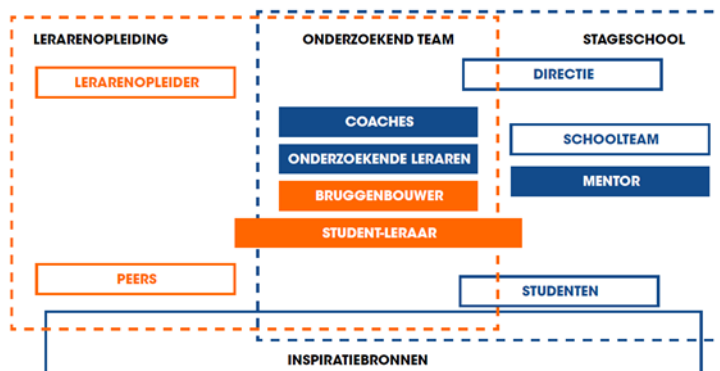 LERARENOPLEIDING
ONDERZOEKEND TEAM
STAGESCHOOL
LERARENOPLEIDER
DIRECTIE
COACHES
SCHOOLTEAM
ONDERZOEKENDE LERAREN
MENTOR
BRUGGENBOUWER
STUDENT-LERAAR
PEERS
STUDENTEN
INSPIRATIEBRONNEN